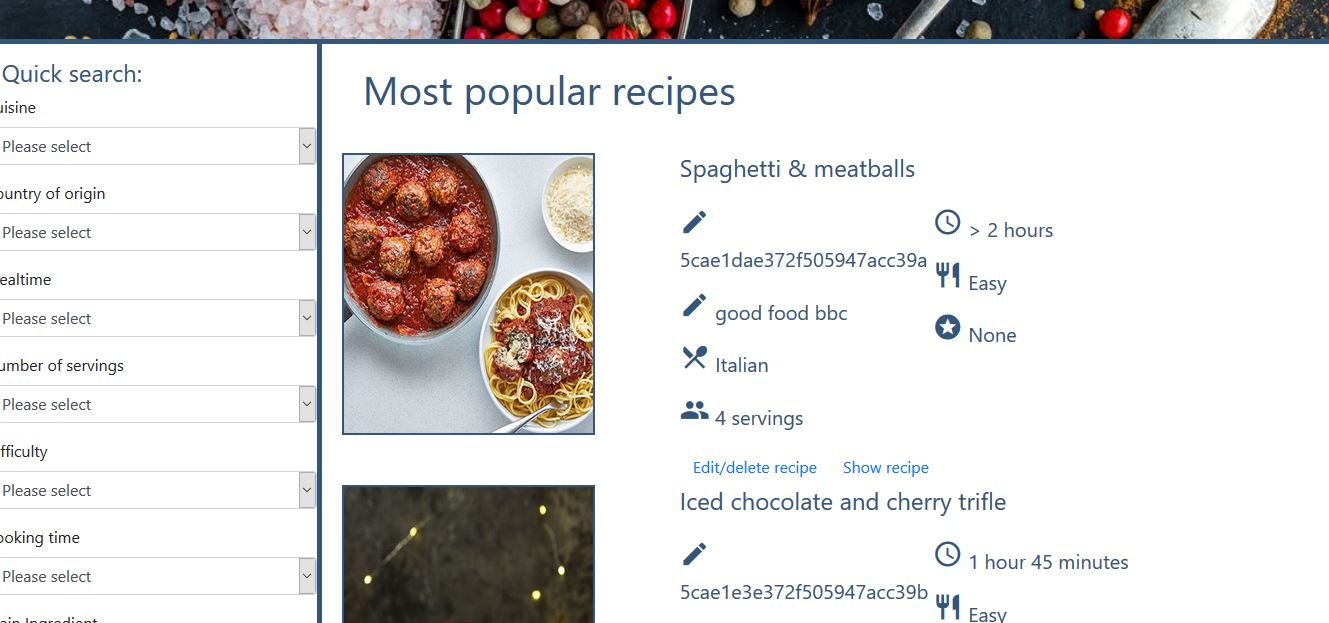 Quick search:
uisine
Please select
ountry of origin
Please select
ealtime
Please select
umber of servings
Please select
fficulty
Please select
ooking time
Please select
Most popular recipes
Spaghetti & meatballs
5cae1dae372f505947acc39a
good food bbc
Italian
4 servings
> 2 hours
Easy
None
Edit/delete recipe Show recipe
Iced chocolate and cherry trifle
5cae1e3e372f505947acc39b
1 hour 45 minutes
Easy